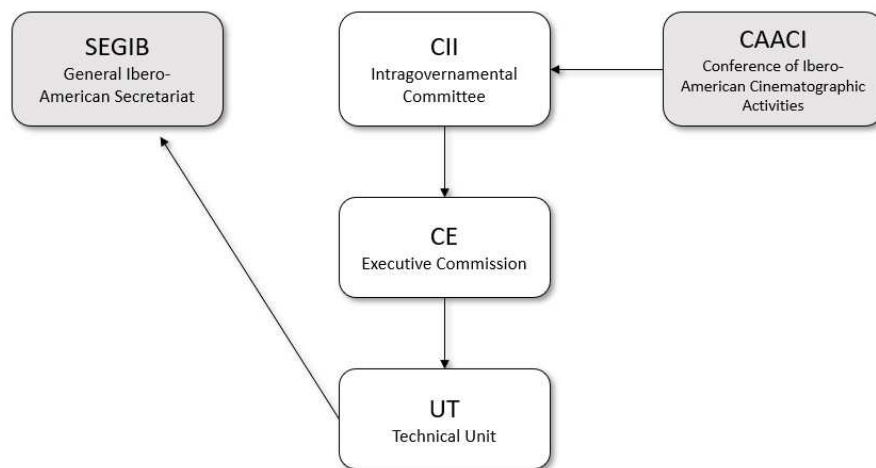 SEGIB
General Ibero-
American Secretariat
CII
Intragovernamental
Committee
CAACI
Conference of Ibero-
American Cinematographic
Activities
CE
Executive Commission
UT
Technical Unit